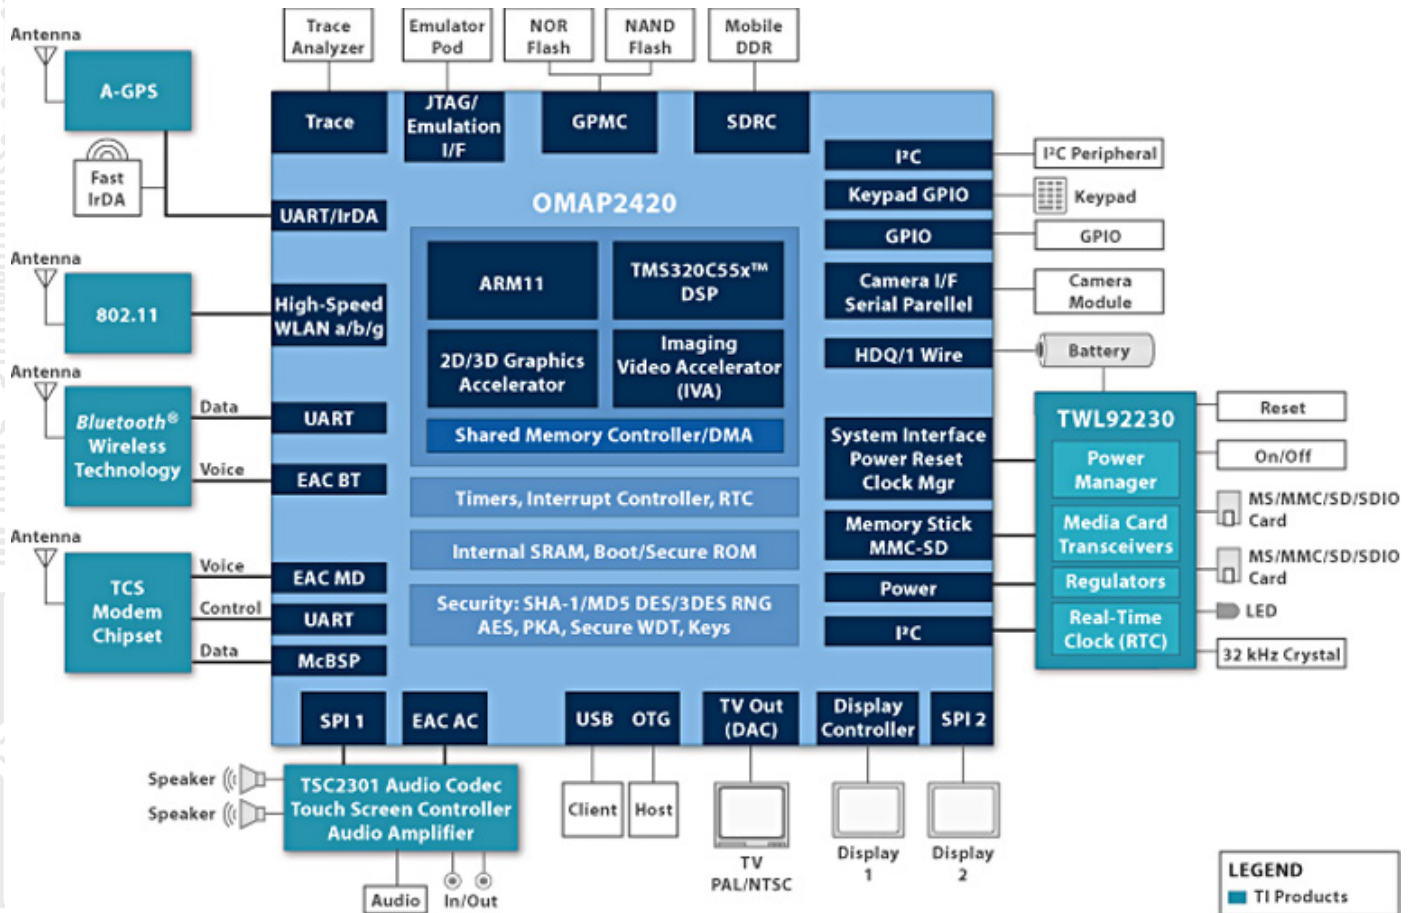 Antenna
A-GPS
Fast
IrDA
Trace
Analyzer
Emulator
Pod
NOR
Flash
NAND
Flash
Mobile
DDR
Trace
JTAG/
Emulation
I/F
GPMC
SDRC
UART/IrDA
OMAP2420
I²C
I²C Peripheral
Keypad GPIO
Keypad
GPIO
GPIO
Camera I/F
Serial Parellel
Camera
Module
HDQ/1 Wire
Battery
Antenna
802.11
High-Speed
WLAN a/b/g
ARM11
TMS320C55x™
DSP
2D/3D Graphics
Accelerator
Imaging
Video Accelerator
(IVA)
Shared Memory Controller/DMA
Antenna
Bluetooth®
Wireless
Technology
Data
Voice
UART
EAC BT
Timers, Interrupt Controller, RTC
Internal SRAM, Boot/Secure ROM
Security: SHA-1/MD5 DES/3DES RNG
AES, PKA, Secure WDT, Keys
System Interface
Power Reset
Clock Mgr
Memory Stick
MMC-SD
Power
I²C
TWL92230
Power
Manager
Media Card
Transceivers
Regulators
Real-Time
Clock (RTC)
Reset
On/Off
MS/MMC/SD/SDIO
Card
MS/MMC/SD/SDIO
Card
LED
32 kHz Crystal
Antenna
TCS
Modem
Chipset
Voice
Control
Data
EAC MD
UART
McBSP
SPI 1
EAC AC
USB OTG
TV Out
(DAC)
Display
Controller
SPI 2
Speaker
Speaker
TSC2301 Audio Codec
Touch Screen Controller
Audio Amplifier
Audio
In/Out
Client
Host
TV
PAL/NTSC
Display
1
Display
2
LEGEND
TI Products